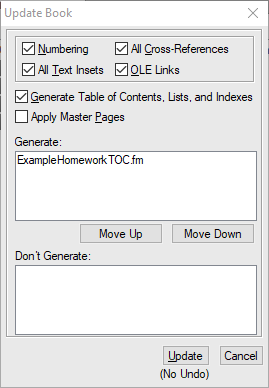 Update Book
Numbering All Cross-References
All Text Insets OLE Links
Generate Table of Contents, Lists, and Indexes
Apply Master Pages
Generate:
ExampleHomeworkTOC.fm
Move Up Move Down
Don't Generate:
Update Cancel
(No Undo)